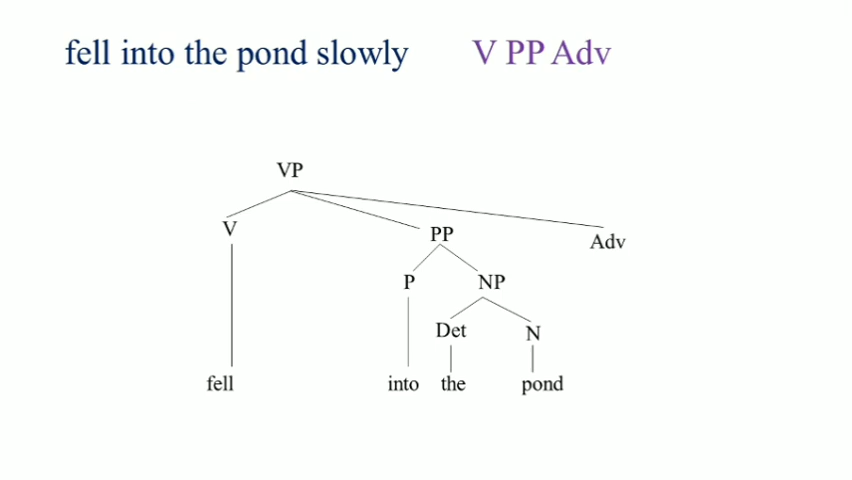 fell into the pond slowly V PP Adv
VP
V PP Adv
P NP
Det N
fell into the pond